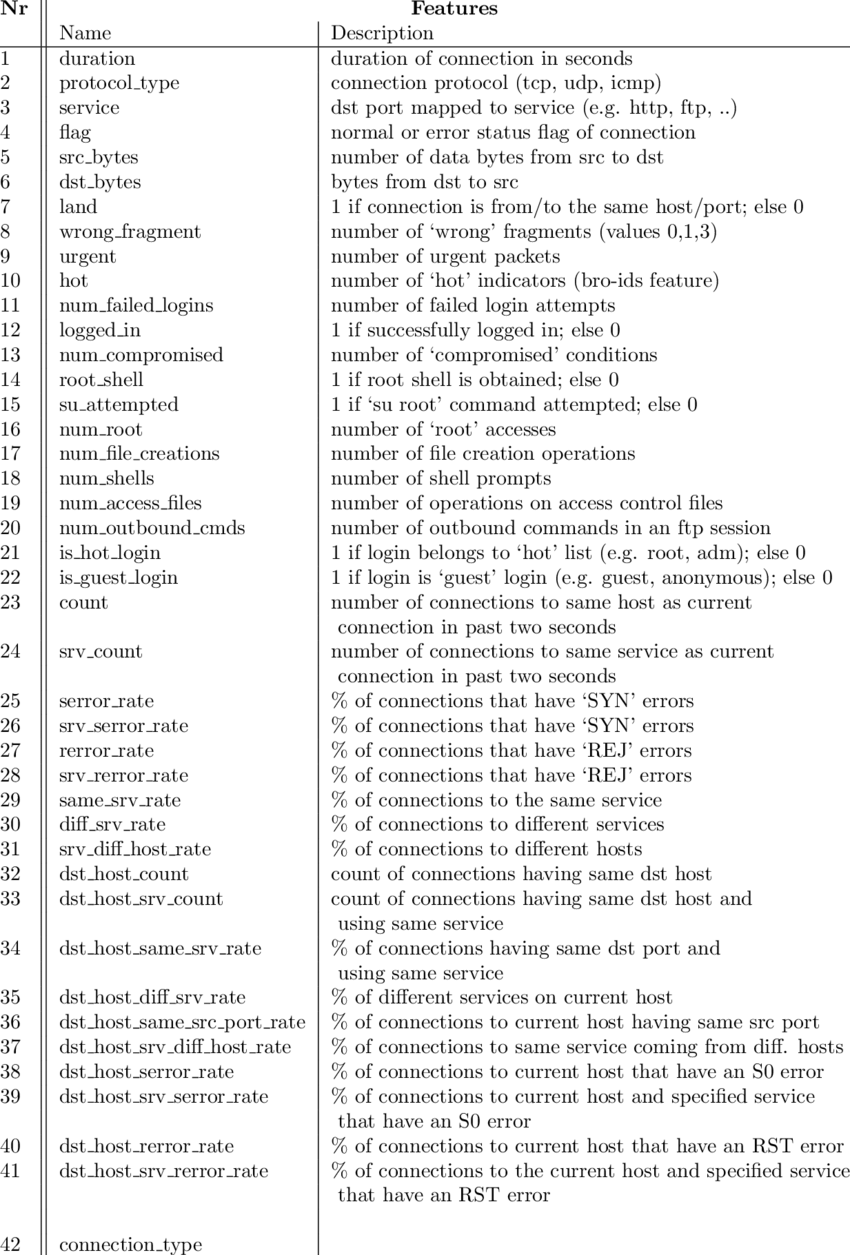 Nr Features
Name Description
1 duration duration of connection in seconds
2 protocol_type connection protocol (tcp, udp, icmp)
3 service dst port mapped to service (e.g. http, ftp, ..)
4 flag normal or error status flag of connection
5 src_bytes number of data bytes from src to dst
6 dst_bytes bytes from dst to src
7 land 1 if connection is from/to the same host/port; else 0
8 wrong_fragment number of ‘wrong’ fragments (values 0,1,3)
9 urgent number of urgent packets
10 hot number of ‘hot’ indicators (bro-ids feature)
11 num_failed_logins number of failed login attempts
12 logged_in 1 if successfully logged in; else 0
13 num_compromised number of ‘compromised’ conditions
14 root_shell 1 if root shell is obtained; else 0
15 su_attempted 1 if ‘su root’ command attempted; else 0
16 num_root number of ‘root’ accesses
17 num_file_creations number of file creation operations
18 num_shells number of shell prompts
19 num_access_files number of operations on access control files
20 num_outbound_cmds number of outbound commands in an ftp session
21 is_hot_login 1 if login belongs to ‘hot’ list (e.g. root, adm); else 0
22 is_guest_login 1 if login is ‘guest’ login (e.g. guest, anonymous); else 0
23 count number of connections to same host as current
connection in past two seconds
24 srv_count number of connections to same service as current
connection in past two seconds
25 serror_rate % of connections that have ‘SYN’ errors
26 srv_serror_rate % of connections that have ‘SYN’ errors
27 rerror_rate % of connections that have ‘REJ’ errors
28 srv_rerror_rate % of connections that have ‘REJ’ errors
29 same_srv_rate % of connections to the same service
30 diff_srv_rate % of connections to different services
31 srv_diff_host_rate % of connections to different hosts
32 dst_host_count count of connections having same dst host
33 dst_host_srv_count count of connections having same dst host and
using same service
34 dst_host_same_srv_rate % of connections having same dst port and
using same service
35 dst_host_diff_srv_rate % of different services on current host
36 dst_host_same_src_port_rate % of connections to current host having same src port
37 dst_host_srv_diff_host_rate % of connections to same service coming from diff. hosts
38 dst_host_serror_rate % of connections to current host that have an S0 error
39 dst_host_srv_serror_rate % of connections to current host and specified service
that have an S0 error
40 dst_host_rerror_rate % of connections to current host that have an RST error
41 dst_host_srv_rerror_rate % of connections to the current host and specified service
that have an RST error
42 connection_type